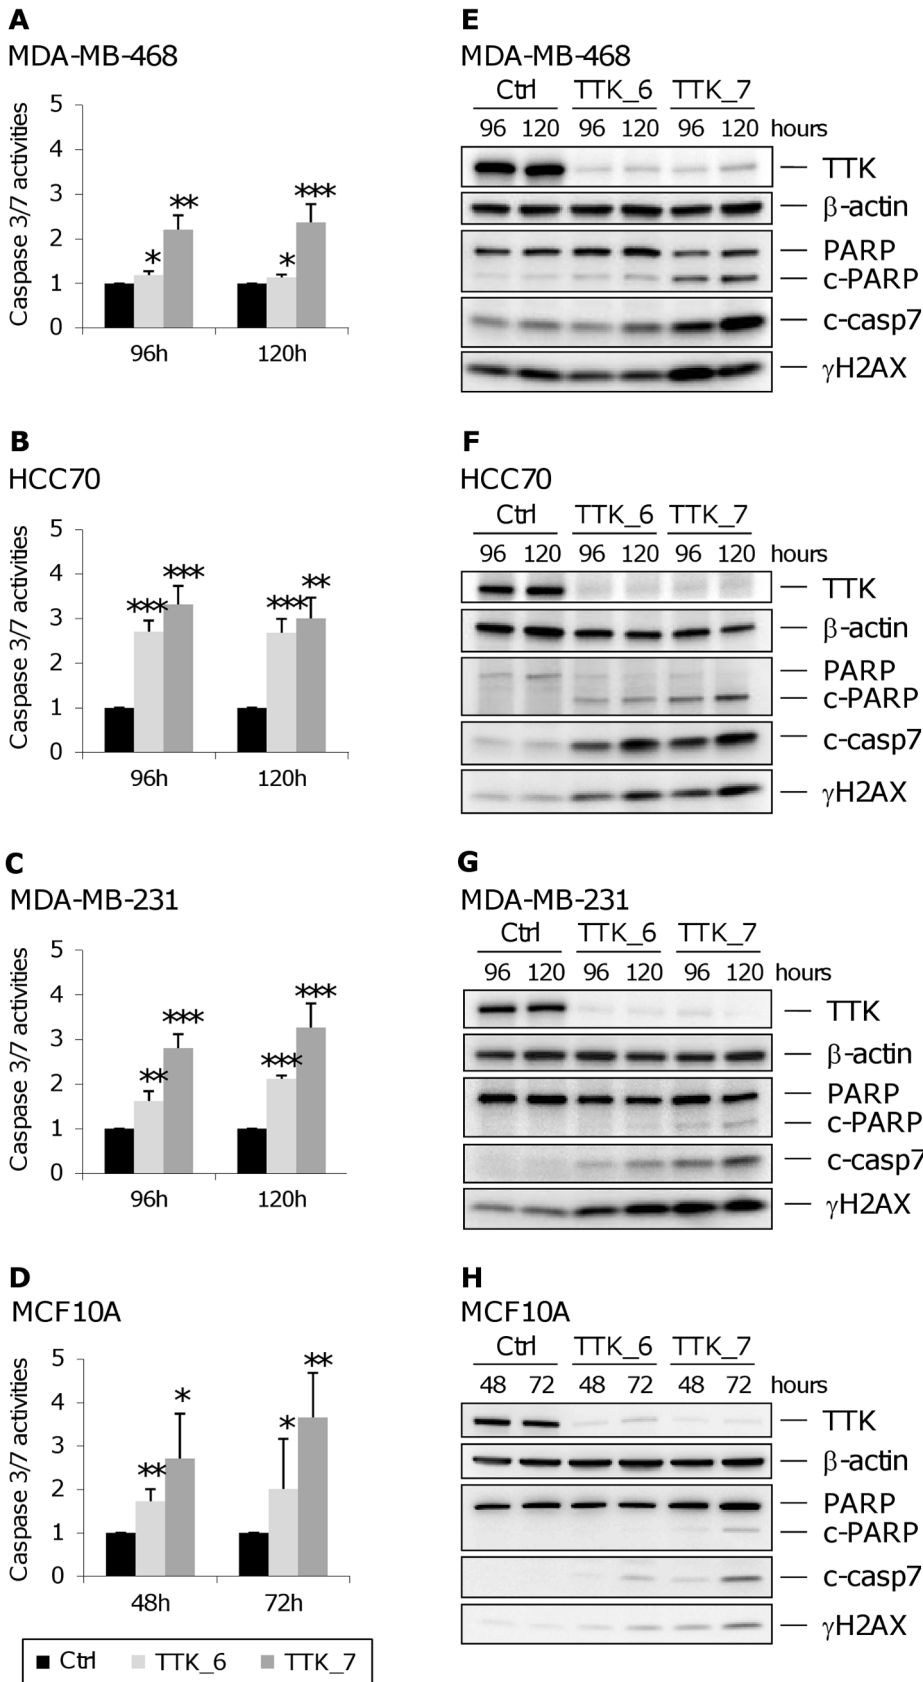 A
MDA-MB-468
Caspase 3/7 activities
5
4
3
2
1
0
*
**
*
***
96h
120h
B
HCC70
Caspase 3/7 activities
5
4
3
2
1
0
***
***
***
**
96h
120h
C
MDA-MB-231
Caspase 3/7 activities
5
4
3
2
1
0
**
***
***
***
96h
120h
D
MCF10A
Caspase 3/7 activities
5
4
3
2
1
0
**
*
*
**
48h
72h
Ctrl TTK_6 TTK_7
E
MDA-MB-468
Ctrl TTK_6 TTK_7
96 120 96 120 96 120 hours
TTK
β-actin
PARP
c-PARP
c-casp7
γH2AX
F
HCC70
Ctrl TTK_6 TTK_7
96 120 96 120 96 120 hours
TTK
β-actin
PARP
c-PARP
c-casp7
γH2AX
G
MDA-MB-231
Ctrl TTK_6 TTK_7
96 120 96 120 96 120 hours
TTK
β-actin
PARP
c-PARP
c-casp7
γH2AX
H
MCF10A
Ctrl TTK_6 TTK_7
48 72 48 72 48 72 hours
TTK
β-actin
PARP
c-PARP
c-casp7
γH2AX